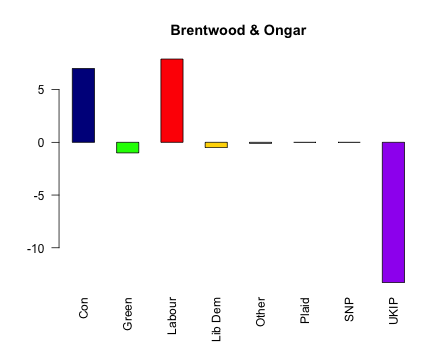 Brentwood & Ongar
5
0
-5
-10
Con
Green
Labour
Lib Dem
Other
Plaid
SNP
UKIP